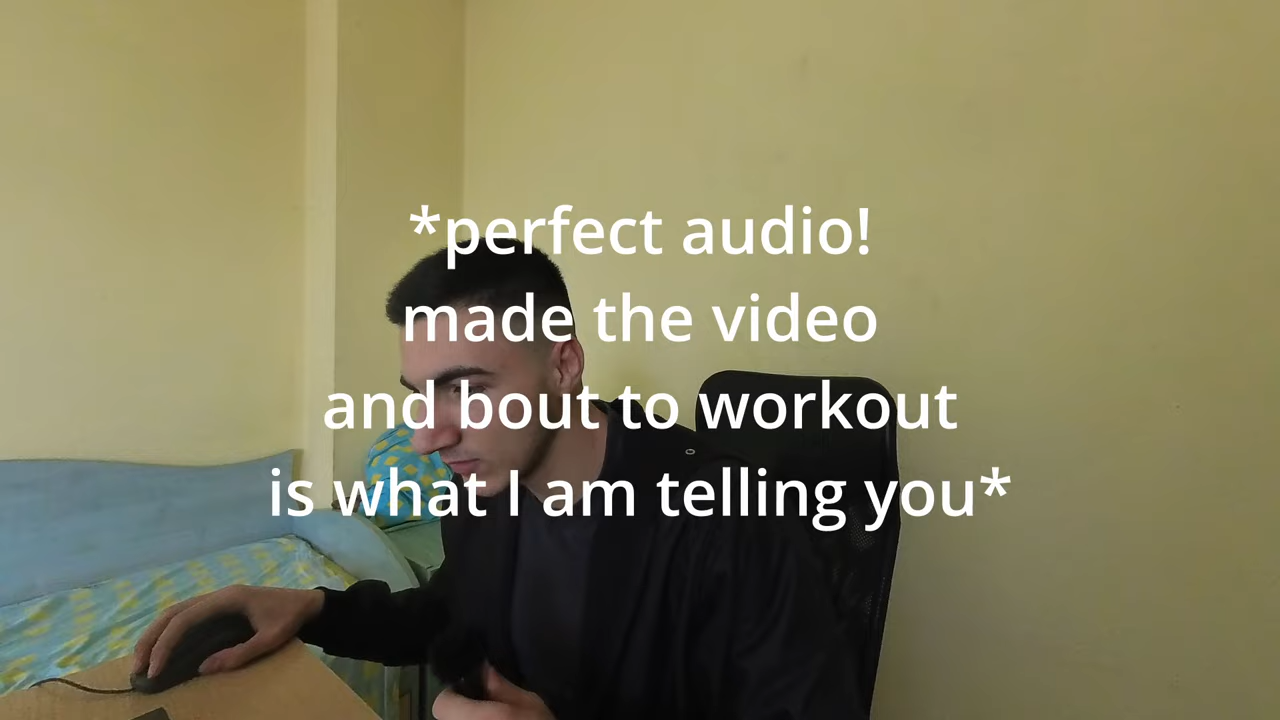 *perfect audio!
made the video
and bout to workout
is what I am telling you*